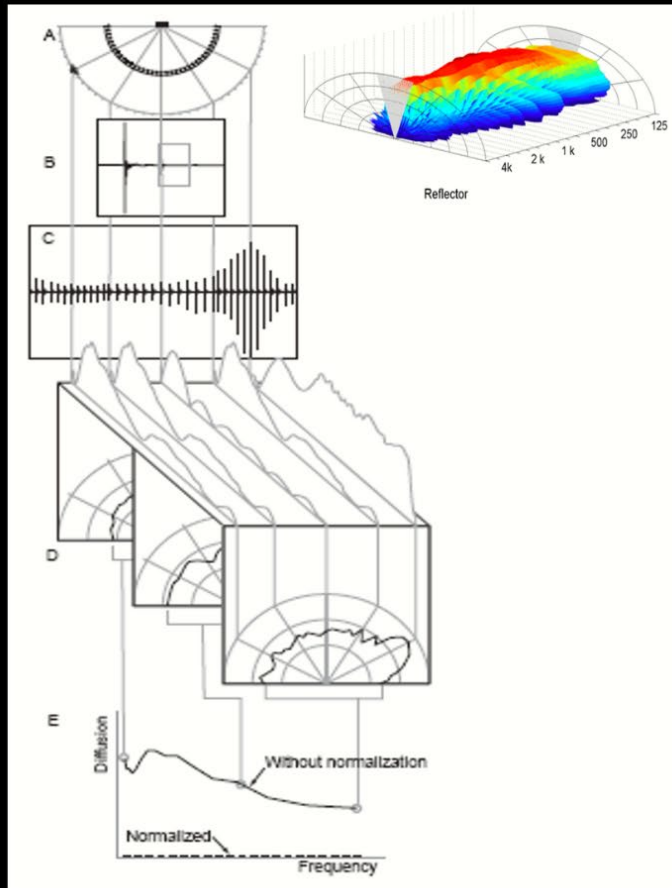 A
B
C
D
E
4k
2 k
1 k
500
250
125
Reflector
Diffusion
Without normalization
Normalized
Frequency